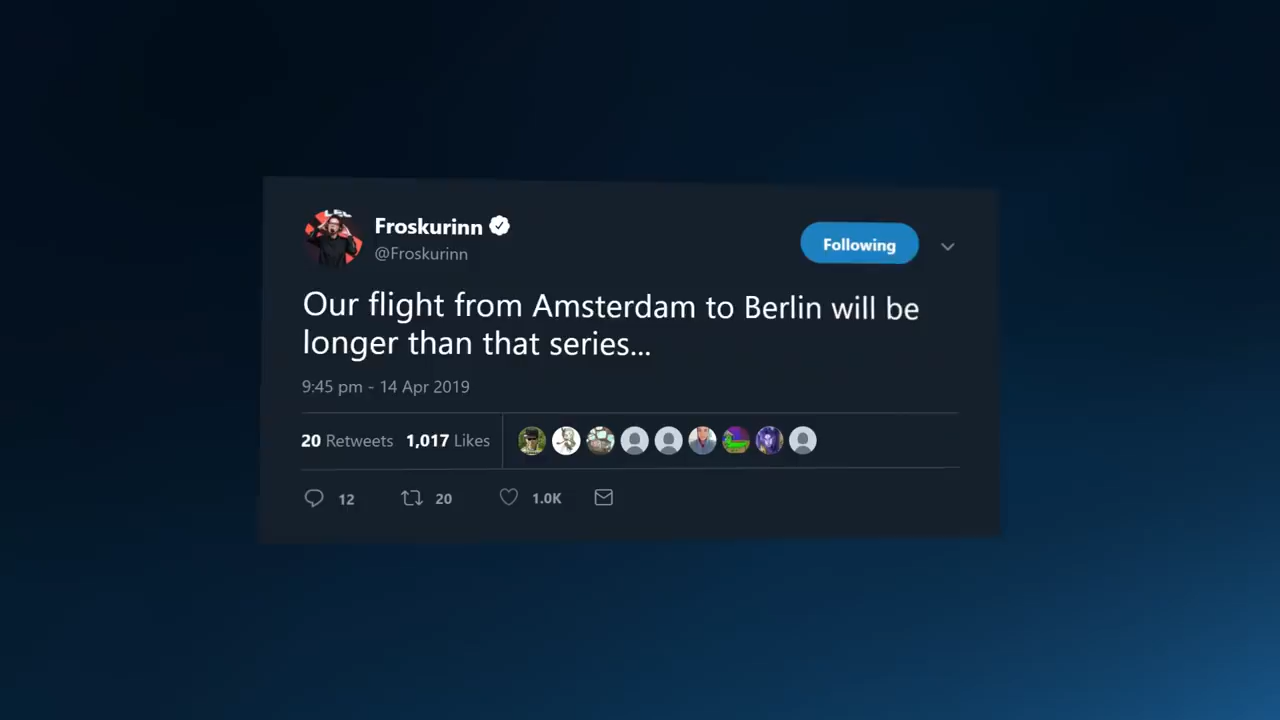 Froskurinn
@Froskurinn
Following
Our flight from Amsterdam to Berlin will be
longer than that series...
9:45 pm - 14 Apr 2019
20 Retweets 1,017 Likes
12 20 1.0K